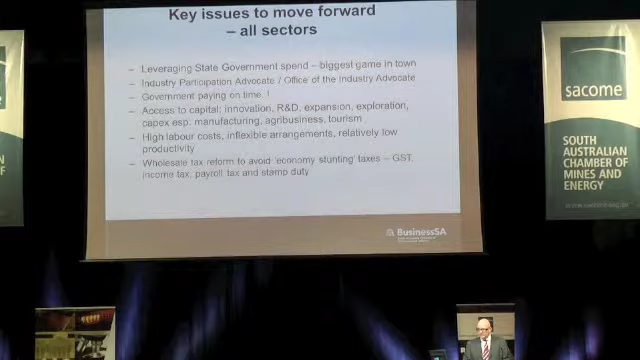 Key issues to move forward
– all sectors
– Leveraging State Government spend – biggest game in town
– Industry Participation Advocate / Office of the Industry Advocate
– Government paying on time. !
– Access to capital: innovation, R&D, expansion, exploration,
capex esp. manufacturing, agribusiness, tourism
– High labour costs, inflexible arrangements, relatively low
productivity
– Wholesale tax reform to avoid 'economy stunting' taxes – GST,
income tax, payroll tax and stamp duty
BusinessSA
sacome
SOUTH
AUSTRALIAN
CHAMBER OF
MINES AND
ENERGY